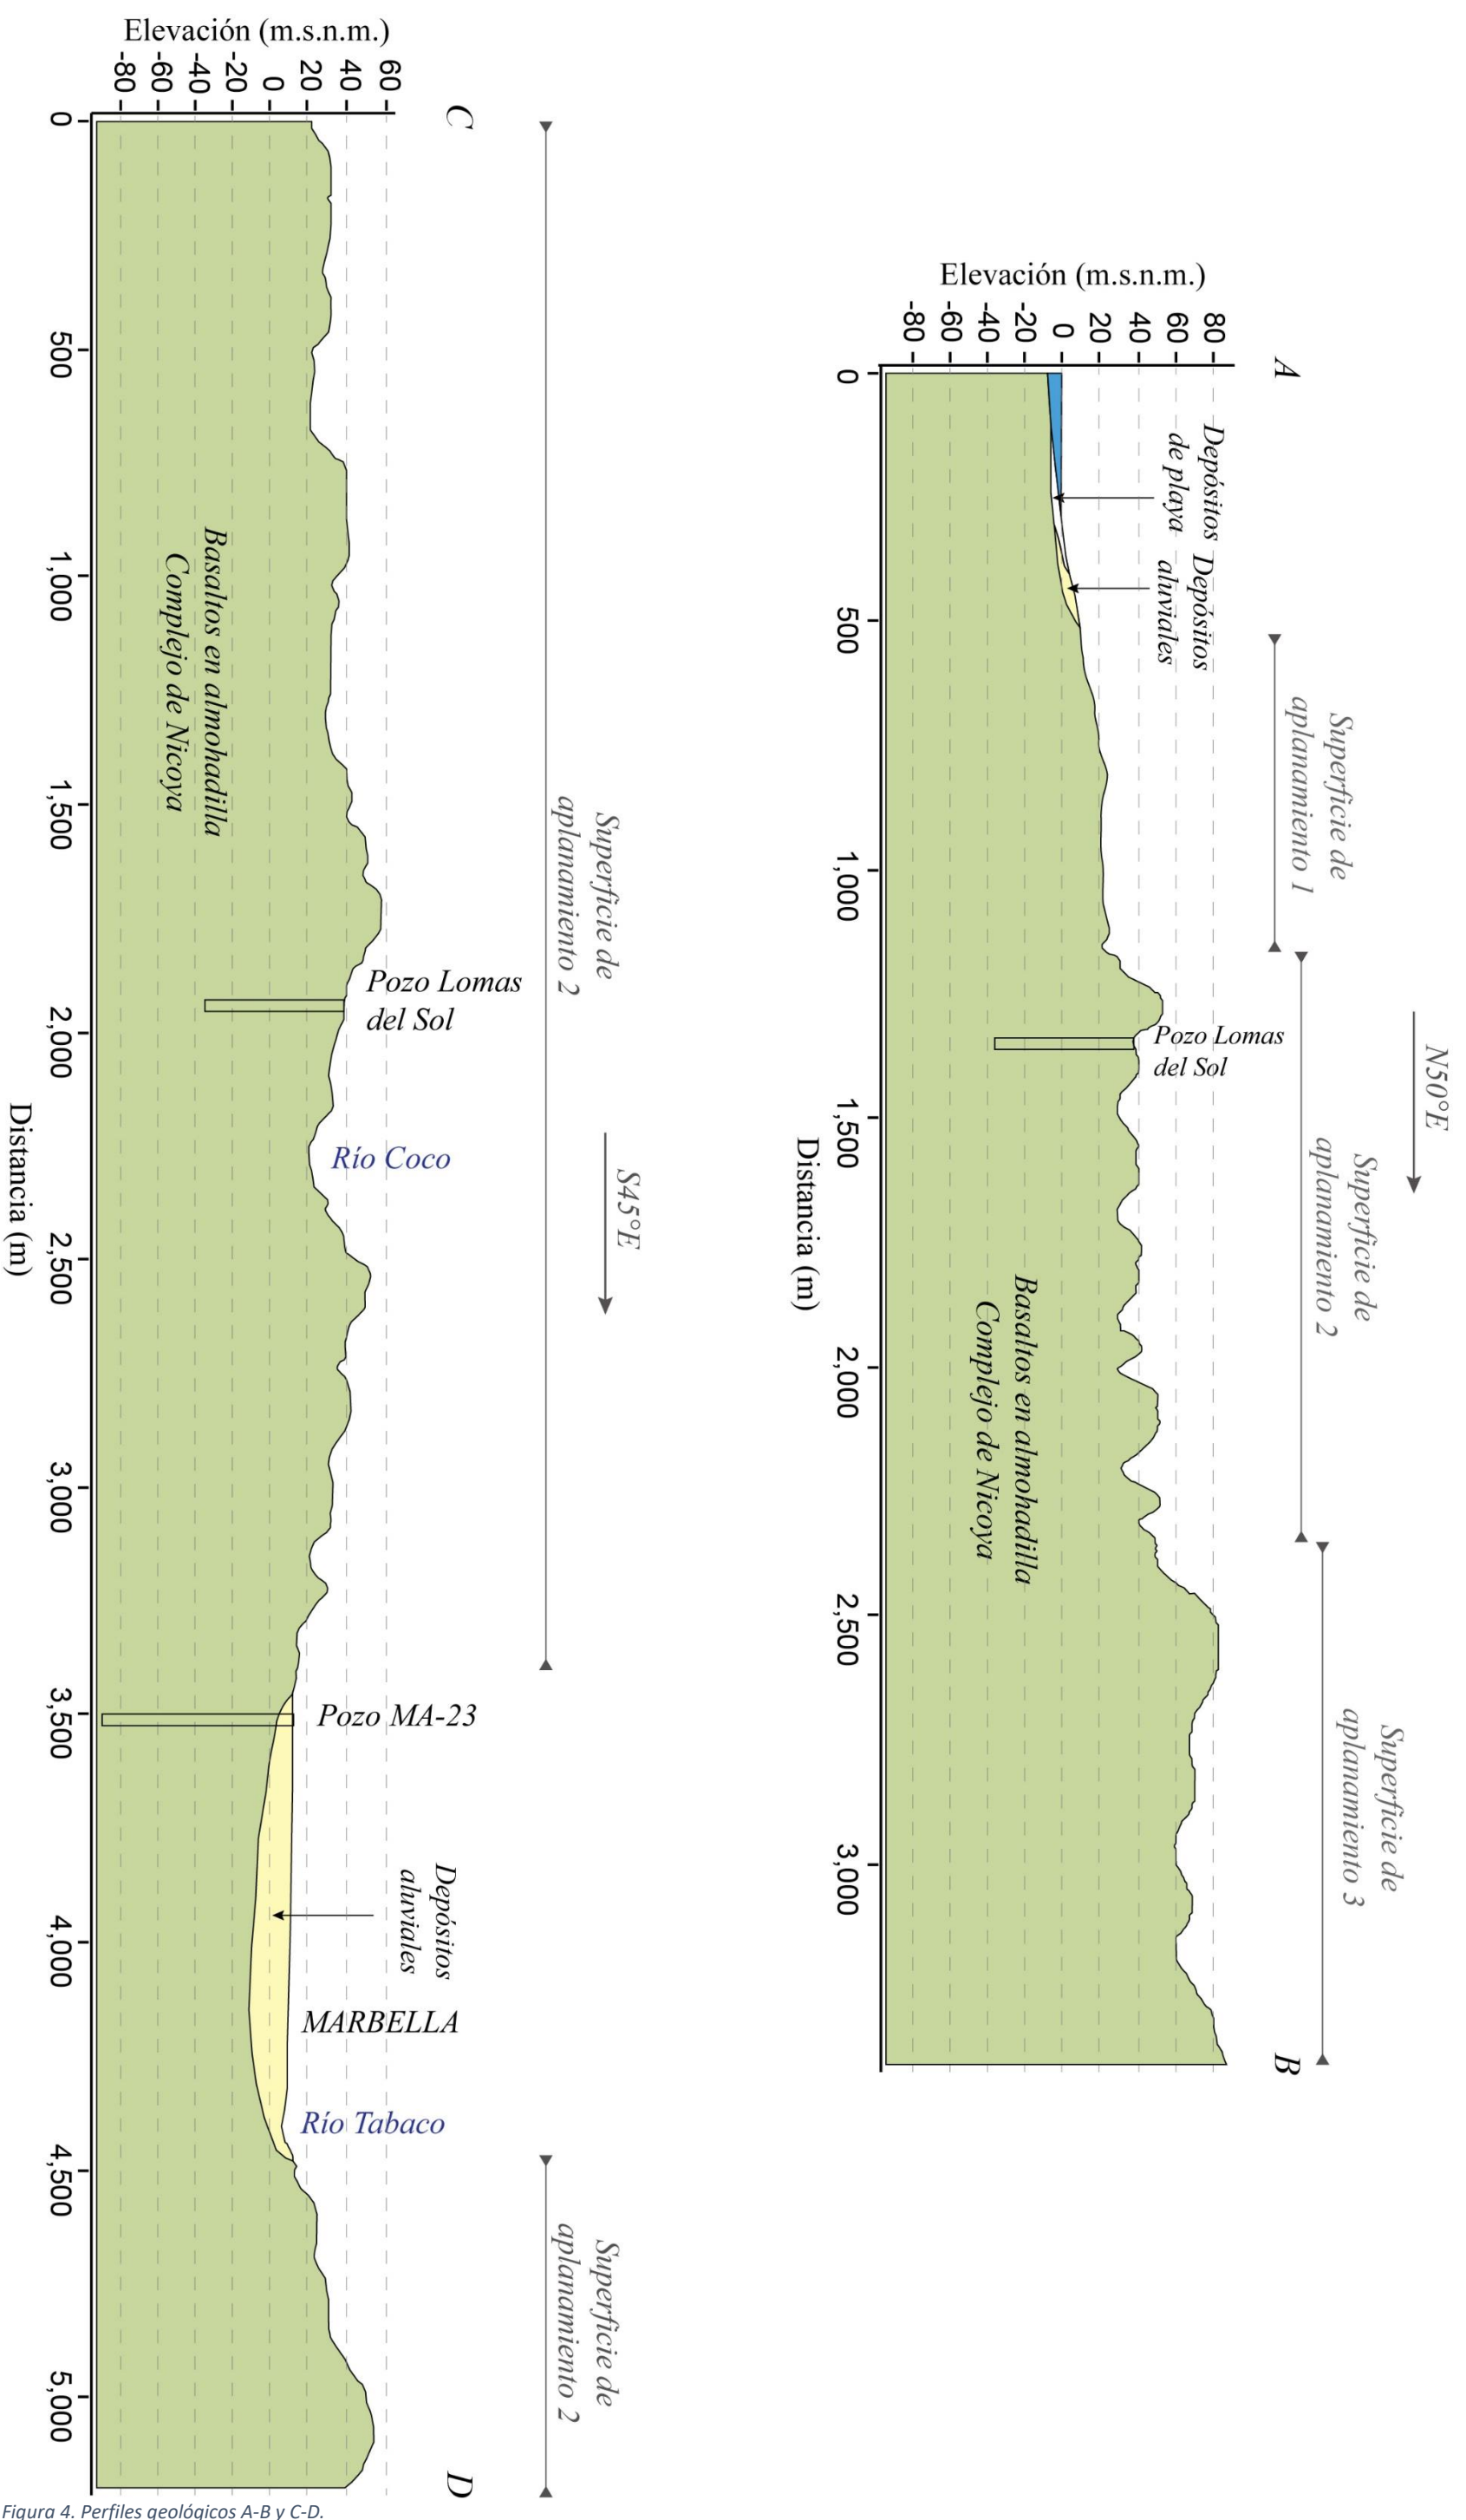 A
B
N50°E
Superficie de
aplanamiento 1
Superficie de
aplanamiento 2
Superficie de
aplanamiento 3
Elevación (m.s.n.m.)
80
60
40
20
0
-20
-40
-60
-80
Depósitos
de playa
Depósitos
aluviales
Pozo Lomas
del Sol
Basaltos en almohadilla
Complejo de Nicoya
0
500
1,000
1,500
2,000
2,500
3,000
Distancia (m)
C
D
S45°E
Superficie de
aplanamiento 2
Superficie de
aplanamiento 2
Elevación (m.s.n.m.)
60
40
20
0
-20
-40
-60
-80
Pozo Lomas
del Sol
Río Coco
Pozo MA-23
Depósitos
aluviales
MARBELLA
Río Tabaco
Basaltos en almohadilla
Complejo de Nicoya
0
500
1,000
1,500
2,000
2,500
3,000
3,500
4,000
4,500
5,000
Distancia (m)
Figura 4. Perfiles geológicos A-B y C-D.